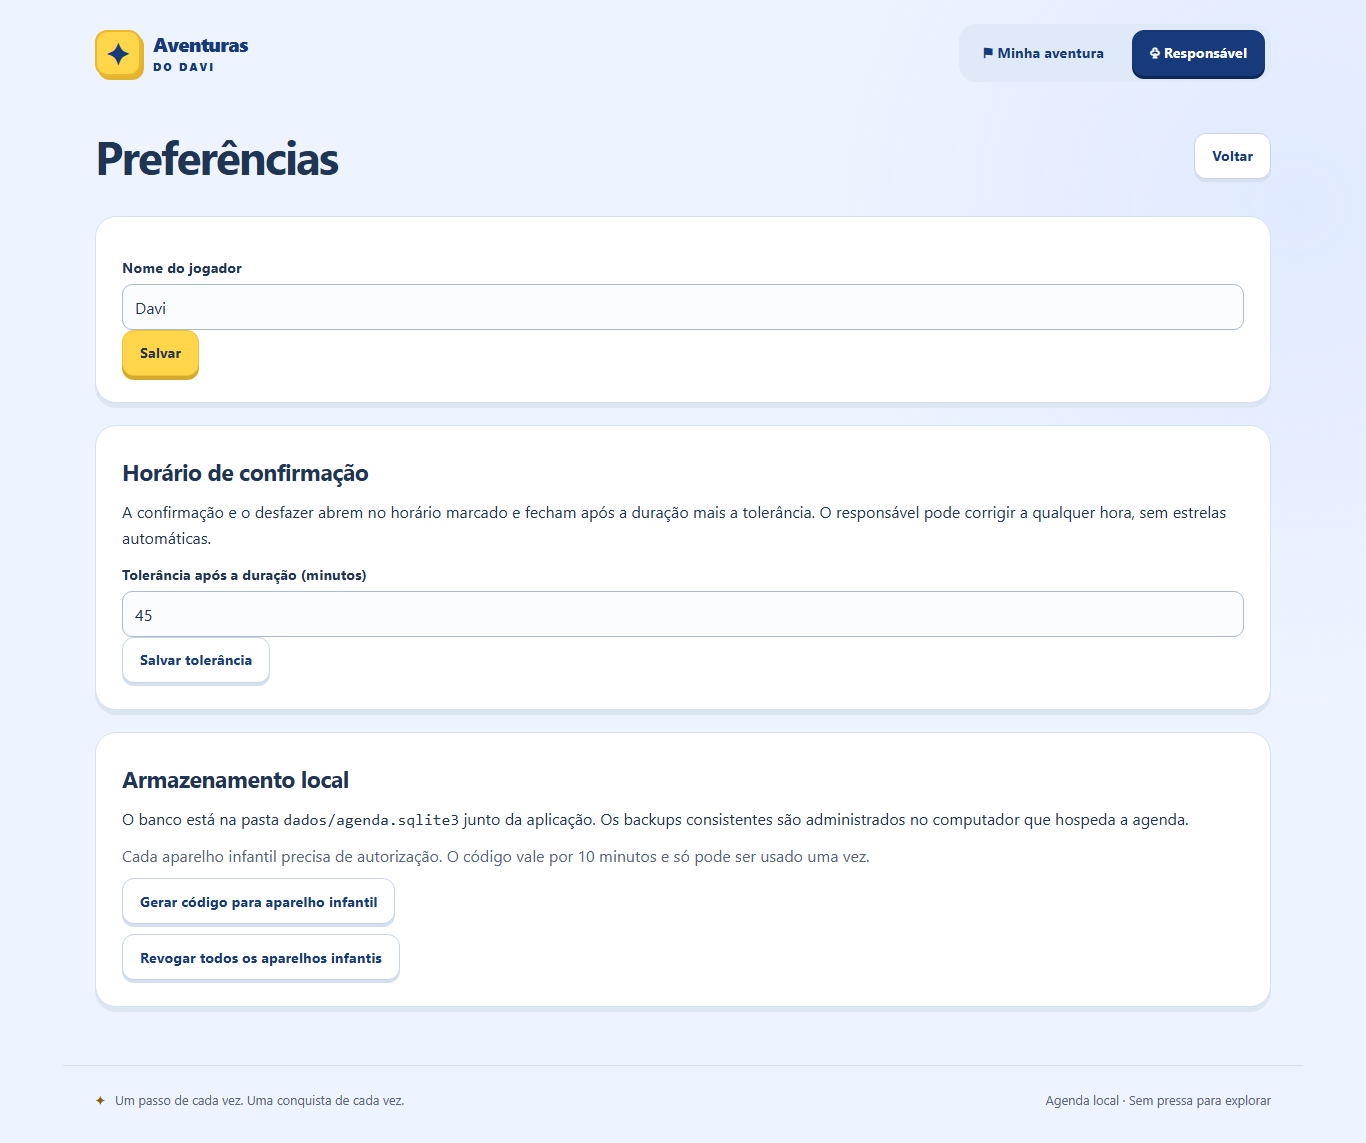 Aventuras
DO DAVI
Minha aventura
Responsável
Preferências
Voltar
Nome do jogador
Davi
Salvar
Horário de confirmação
A confirmação e o desfazer abrem no horário marcado e fecham após a duração mais a tolerância. O responsável pode corrigir a qualquer hora, sem estrelas
automáticas.
Tolerância após a duração (minutos)
45
Salvar tolerância
Armazenamento local
O banco está na pasta dados/agenda.sqlite3 junto da aplicação. Os backups consistentes são administrados no computador que hospeda a agenda.
Cada aparelho infantil precisa de autorização. O código vale por 10 minutos e só pode ser usado uma vez.
Gerar código para aparelho infantil
Revogar todos os aparelhos infantis
Um passo de cada vez. Uma conquista de cada vez.
Agenda local · Sem pressa para explorar